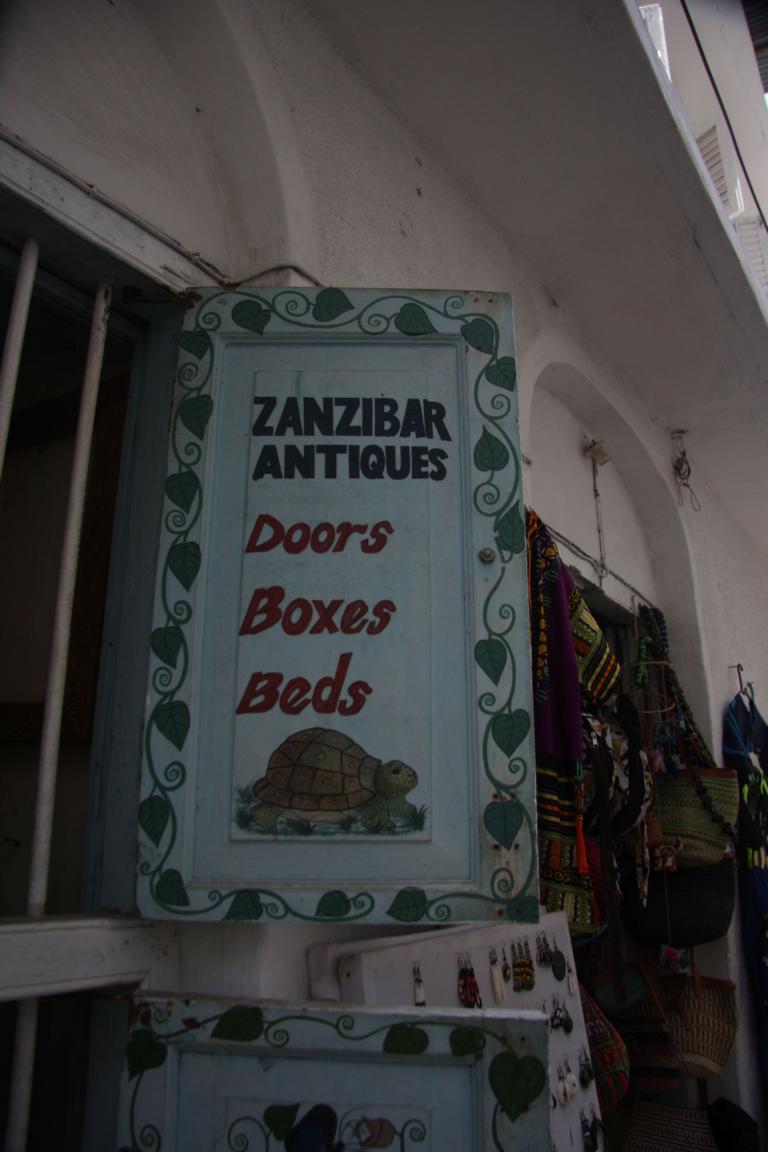 ZANZIBAR
ANTIQUES
Doors
Boxes
Beds